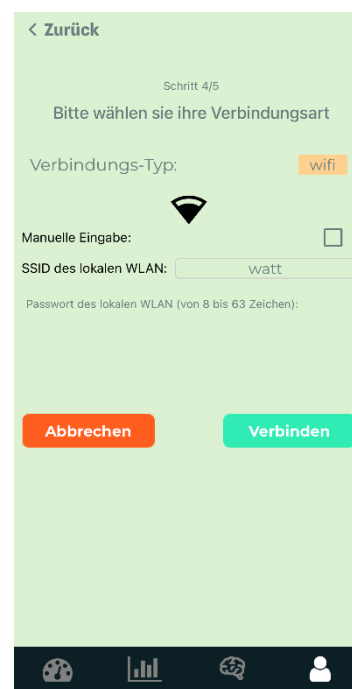 < Zurück
Schritt 4/5
Bitte wählen sie ihre Verbindungsart
Verbindungs-Typ: wifi
Manuelle Eingabe:
SSID des lokalen WLAN: watt
Passwort des lokalen WLAN (von 8 bis 63 Zeichen):
Abbrechen Verbinden